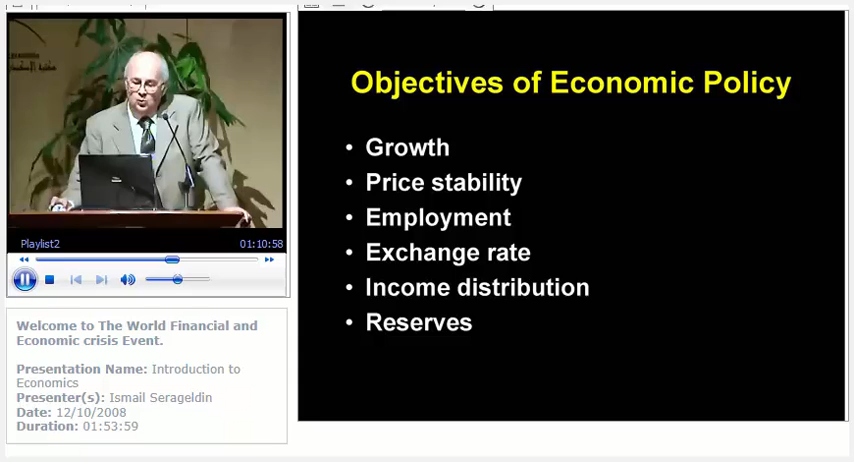 Playlist2
01:10:58
Welcome to The World Financial and
Economic crisis Event.
Presentation Name: Introduction to
Economics
Presenter(s): Ismail Serageldin
Date: 12/10/2008
Duration: 01:53:59
Objectives of Economic Policy
• Growth
• Price stability
• Employment
• Exchange rate
• Income distribution
• Reserves